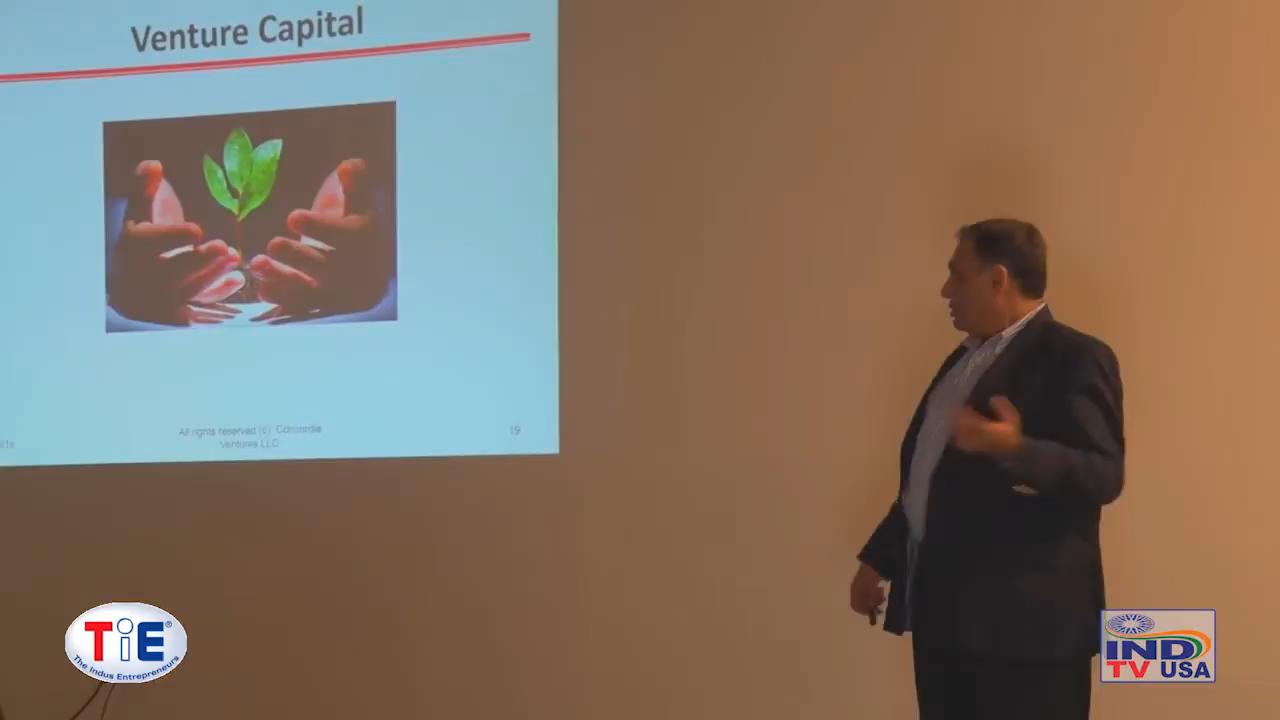 Venture Capital
All rights reserved (c) Concordia
Ventures LLC
19
TiE®
The Indus Entrepreneurs
IND
TV USA